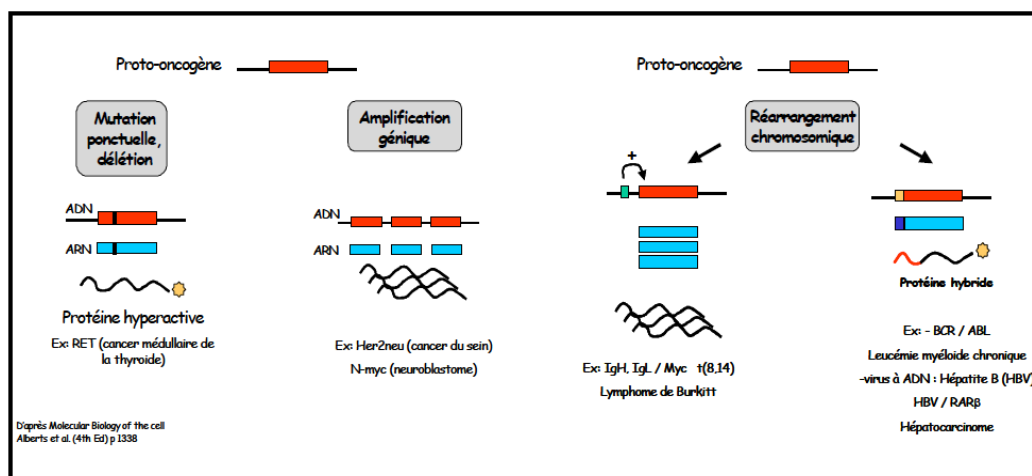 Proto-oncogène
Mutation
ponctuelle,
délétion
ADN
ARN
Protéine hyperactive
Ex: RET (cancer médullaire de
la thyroide)
Amplification
génique
ADN
ARN
Ex: Her2neu (cancer du sein)
N-myc (neuroblastome)
Proto-oncogène
Réarrangement
chromosomique
+
Ex: IgH, IgL / Myc t(8,14)
Lymphome de Burkitt
Protéine hybride
Ex: - BCR / ABL
Leucémie myéloide chronique
-virus à ADN : Hépatite B (HBV)
HBV / RARβ
Hépatocarcinome
D'après Molecular Biology of the cell
Alberts et al. (4th Ed) p 1338